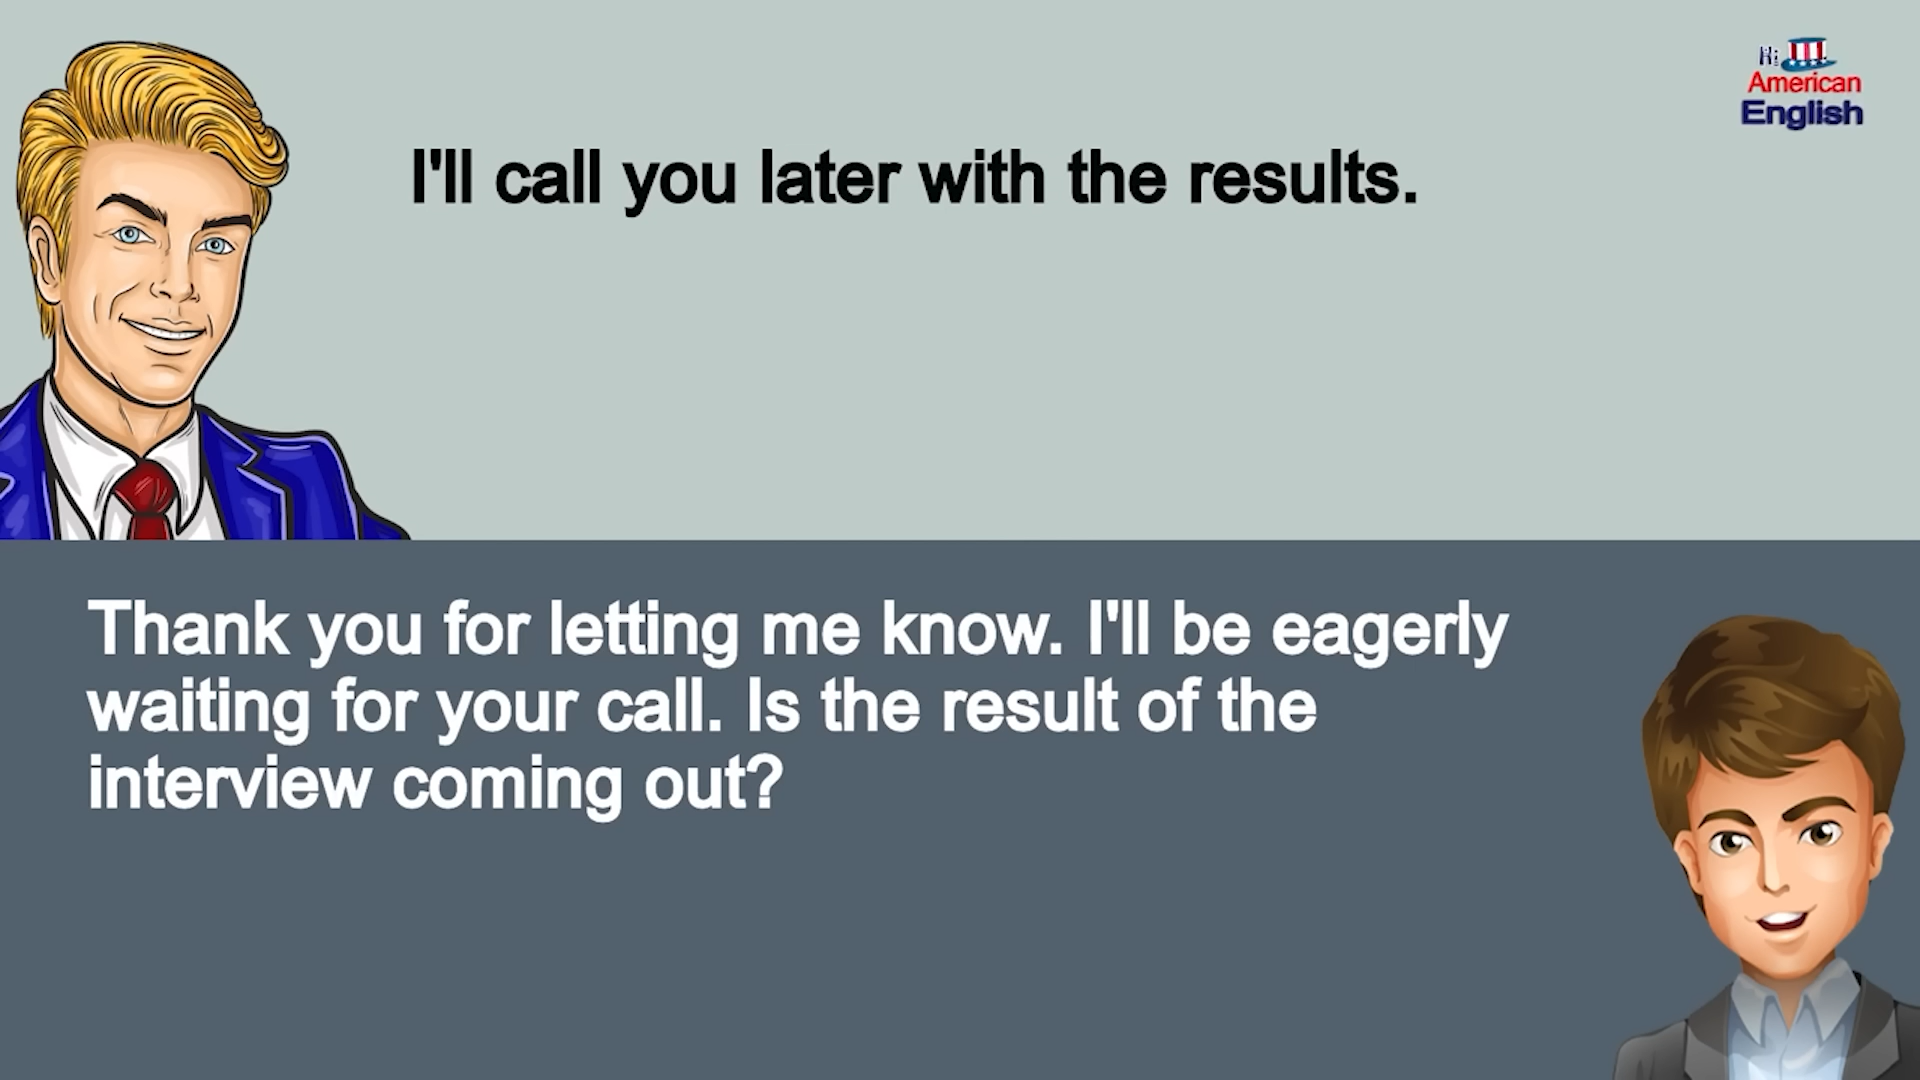 Hi
American
English
I'll call you later with the results.
Thank you for letting me know. I'll be eagerly
waiting for your call. Is the result of the
interview coming out?